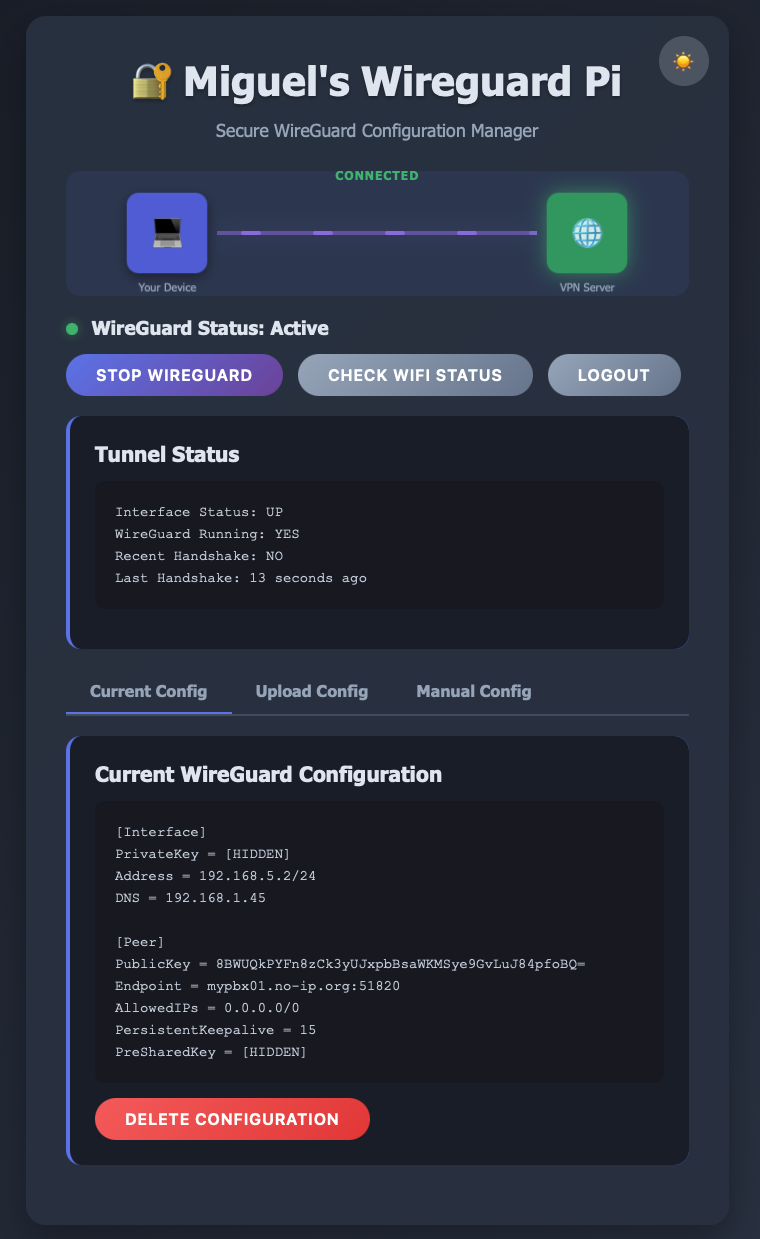 🔐 Miguel's Wireguard Pi
Secure WireGuard Configuration Manager
CONNECTED
Your Device
VPN Server
WireGuard Status: Active
STOP WIREGUARD
CHECK WIFI STATUS
LOGOUT
Tunnel Status
Interface Status: UP
WireGuard Running: YES
Recent Handshake: NO
Last Handshake: 13 seconds ago
Current Config
Upload Config
Manual Config
Current WireGuard Configuration
[Interface]
PrivateKey = [HIDDEN]
Address = 192.168.5.2/24
DNS = 192.168.1.45
[Peer]
PublicKey = 8BWUQkPYFn8zCk3yUJxpbBsaWKMSye9GvLuJ84pfoBQ=
Endpoint = mypbx01.no-ip.org:51820
AllowedIPs = 0.0.0.0/0
PersistentKeepalive = 15
PreSharedKey = [HIDDEN]
DELETE CONFIGURATION